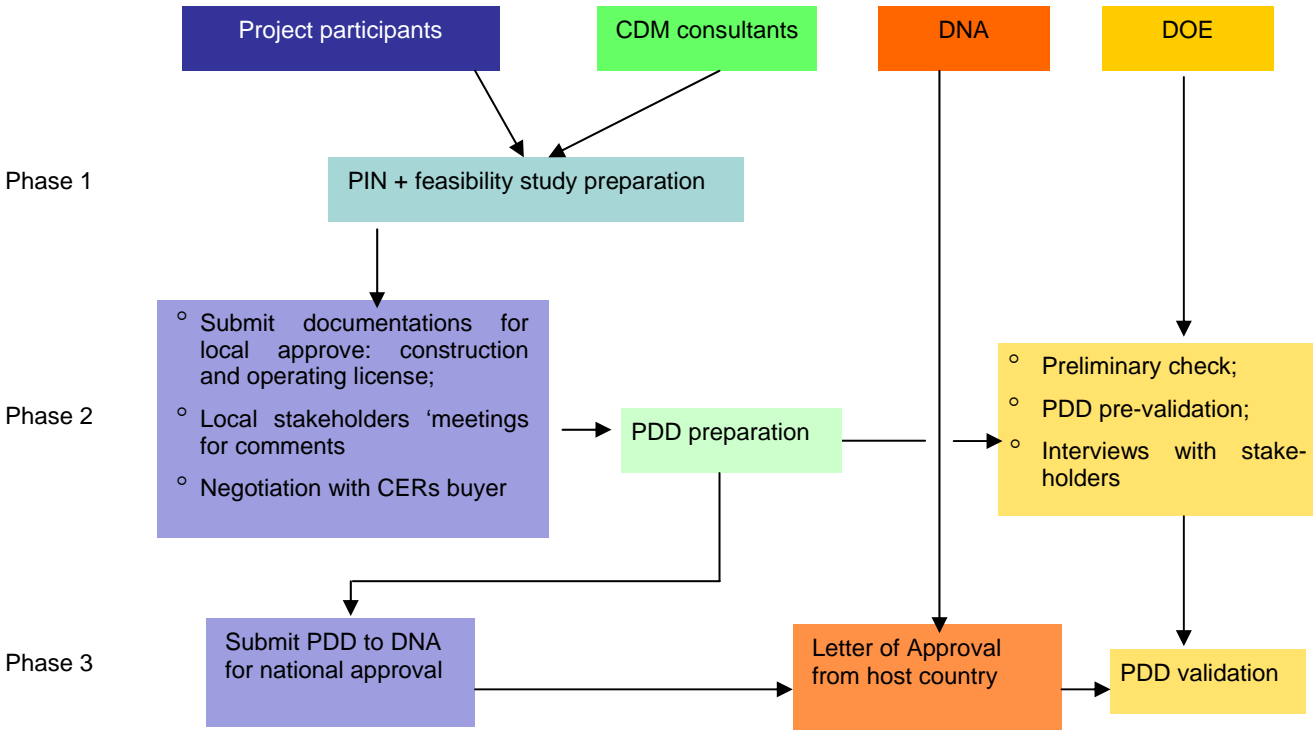 Project participants
CDM consultants
DNA
DOE
Phase 1
PIN + feasibility study preparation
Phase 2
° Submit documentations for
local approve: construction
and operating license;
° Local stakeholders ‘meetings
for comments
° Negotiation with CERs buyer
PDD preparation
° Preliminary check;
° PDD pre-validation;
° Interviews with stake-
holders
Phase 3
Submit PDD to DNA
for national approval
Letter of Approval
from host country
PDD validation